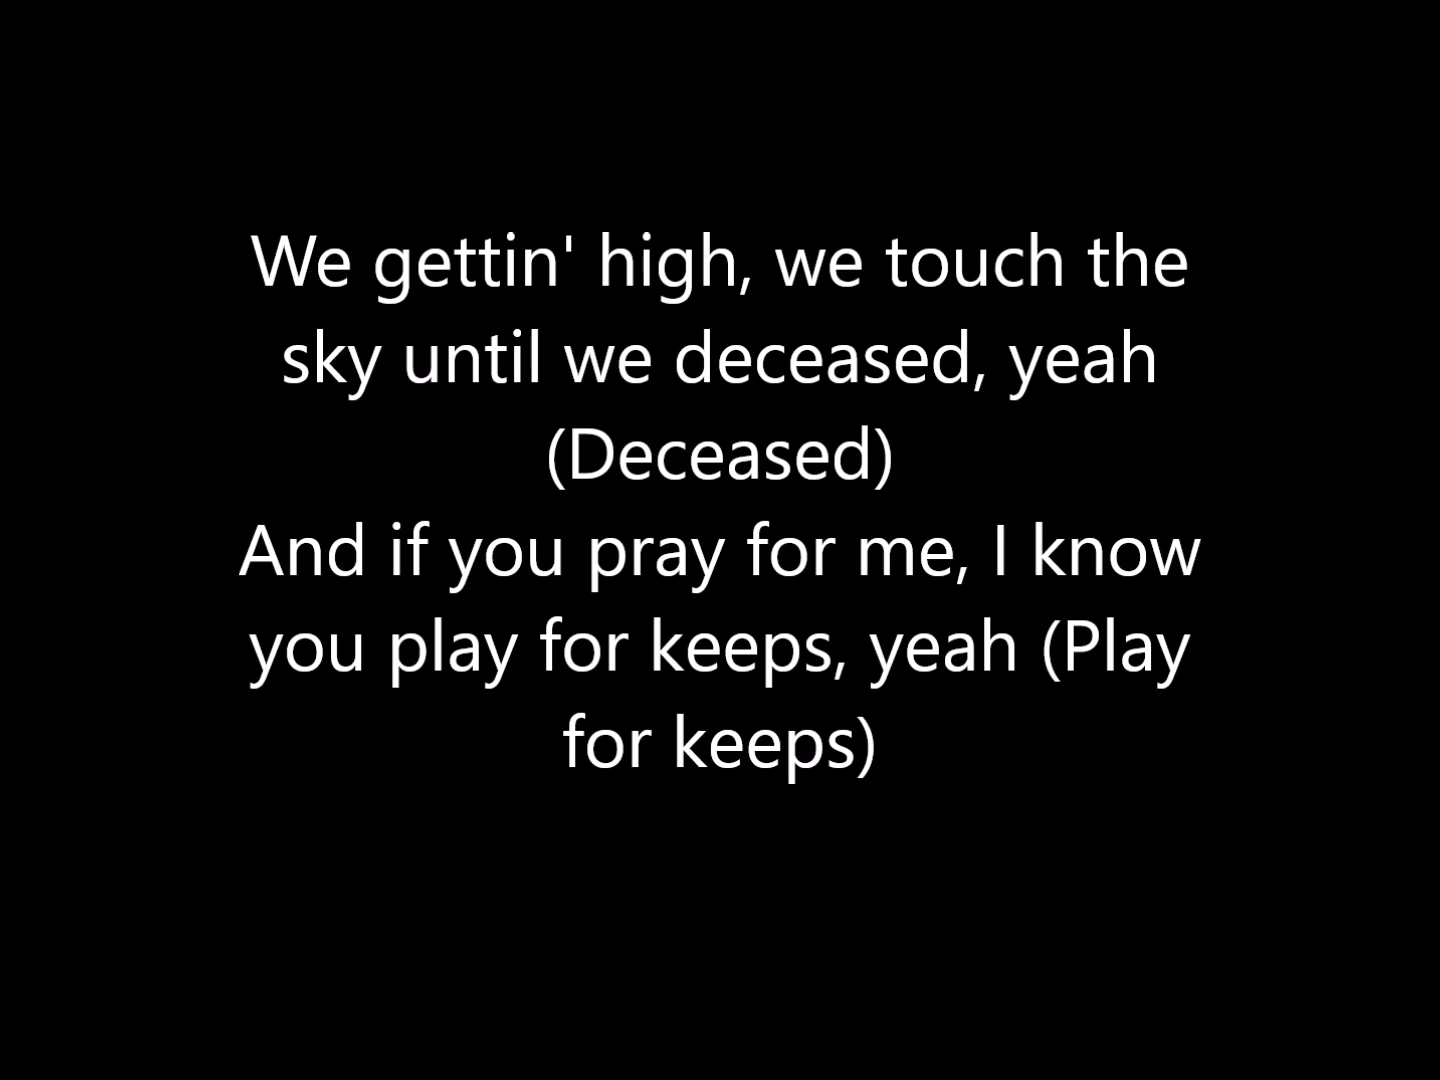 We gettin' high, we touch the
sky until we deceased, yeah
(Deceased)
And if you pray for me, I know
you play for keeps, yeah (Play
for keeps)